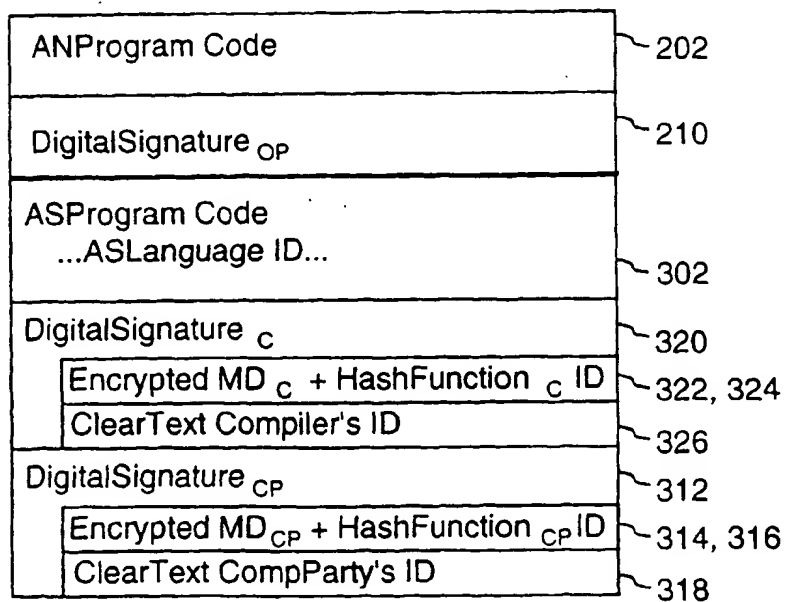 ANProgram Code 202
DigitalSignature OP 210
ASProgram Code
...ASLanguage ID... 302
DigitalSignature C 320
Encrypted MD C + HashFunction C ID 322, 324
ClearText Compiler's ID 326
DigitalSignature CP 312
Encrypted MD CP + HashFunction CP ID 314, 316
ClearText CompParty's ID 318